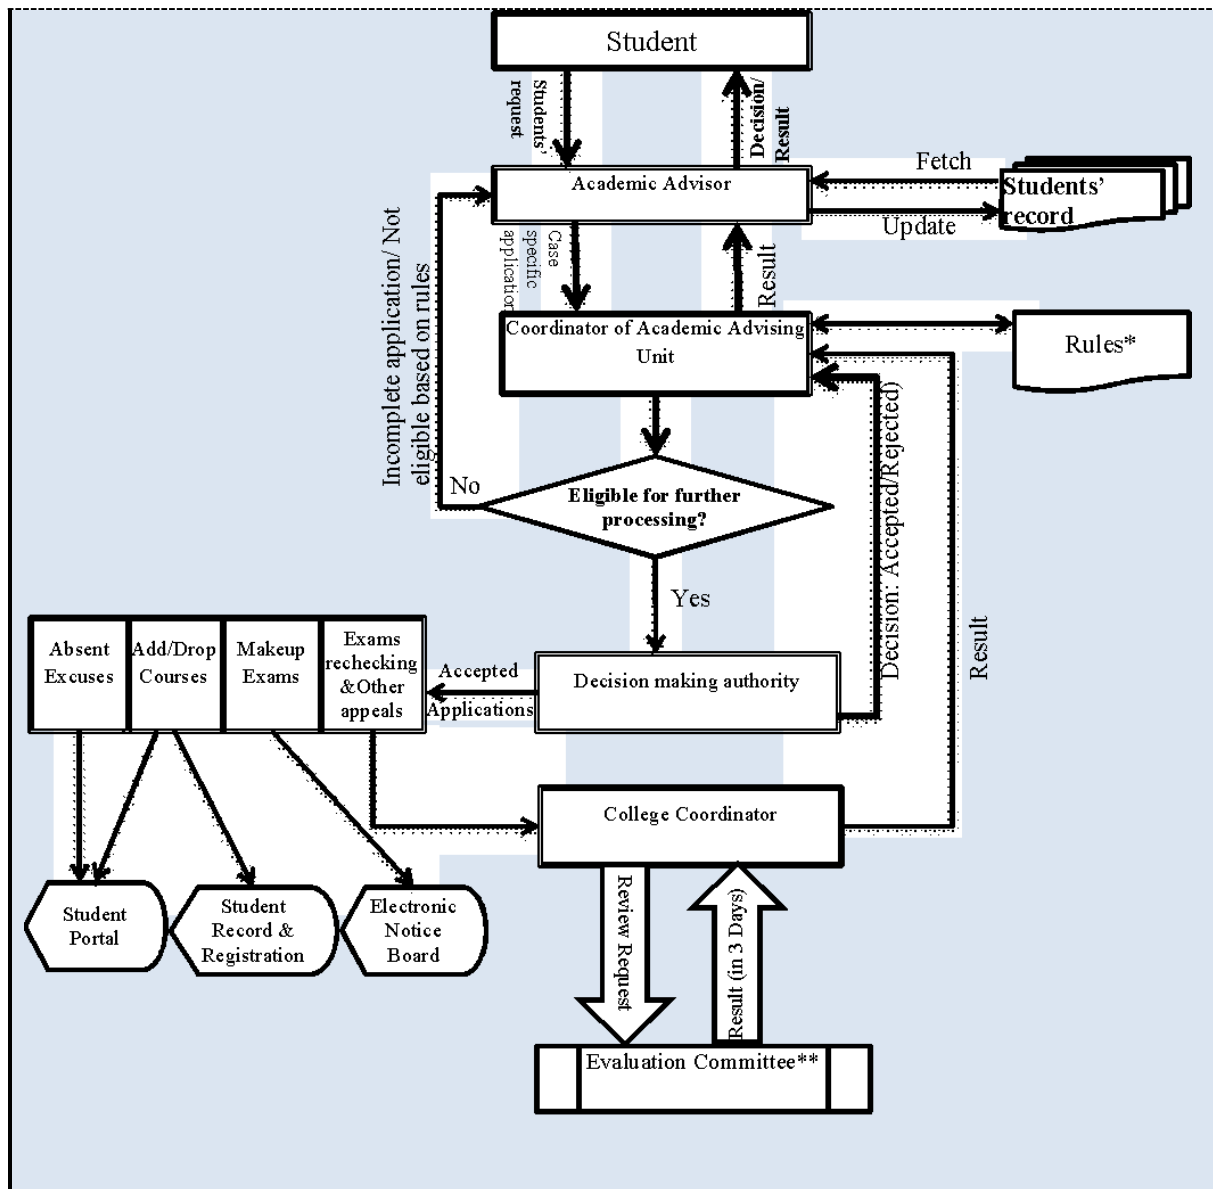 Student
Students'
request
Decision/
Result
Academic Advisor
Fetch
Students'
record
Update
Case
specific
application
Result
Incomplete application/ Not
eligible based on rules
Coordinator of Academic Advising
Unit
Rules*
Eligible for further
processing?
No
Yes
Decision: Accepted/Rejected)
Result
Absent
Excuses
Add/Drop
Courses
Makeup
Exams
Exams
rechecking
&Other
appeals
Accepted
Applications
Decision making authority
College Coordinator
Student
Portal
Student
Record &
Registration
Electronic
Notice
Board
Review Request
Result (in 3 Days)
Evaluation Committee**